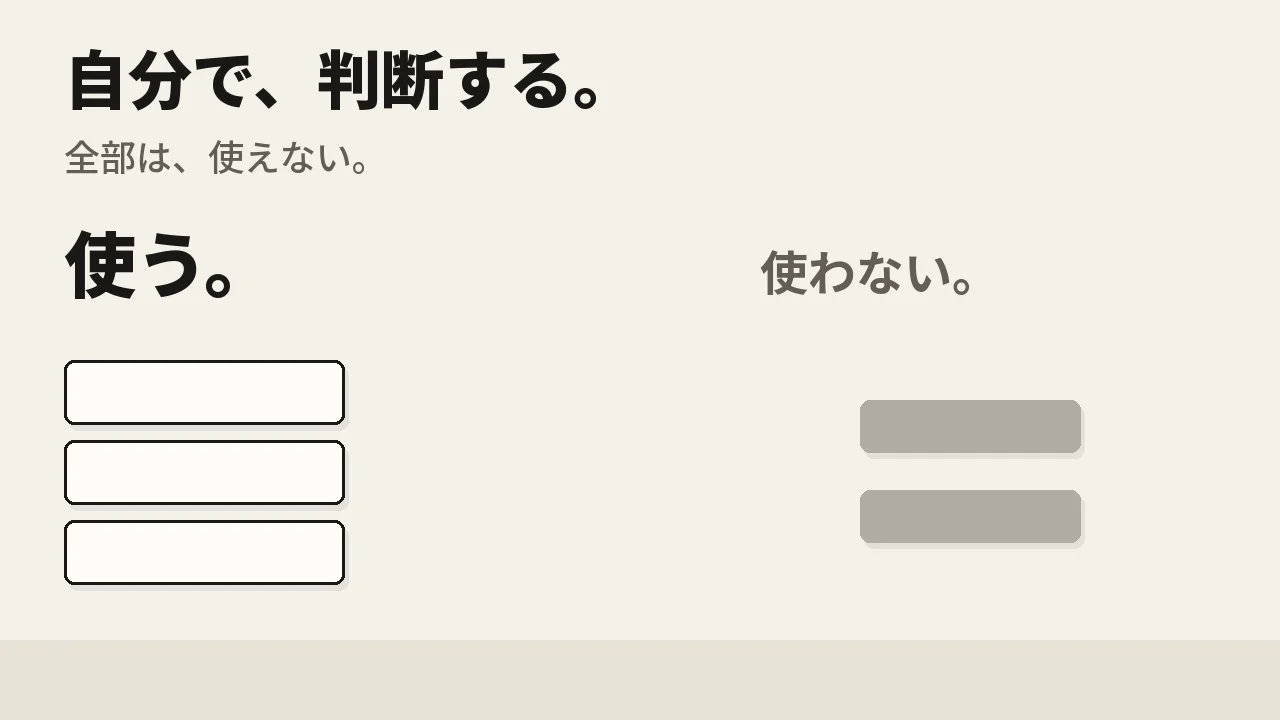 自分で、判断する。
全部は、使えない。
使う。
使わない。